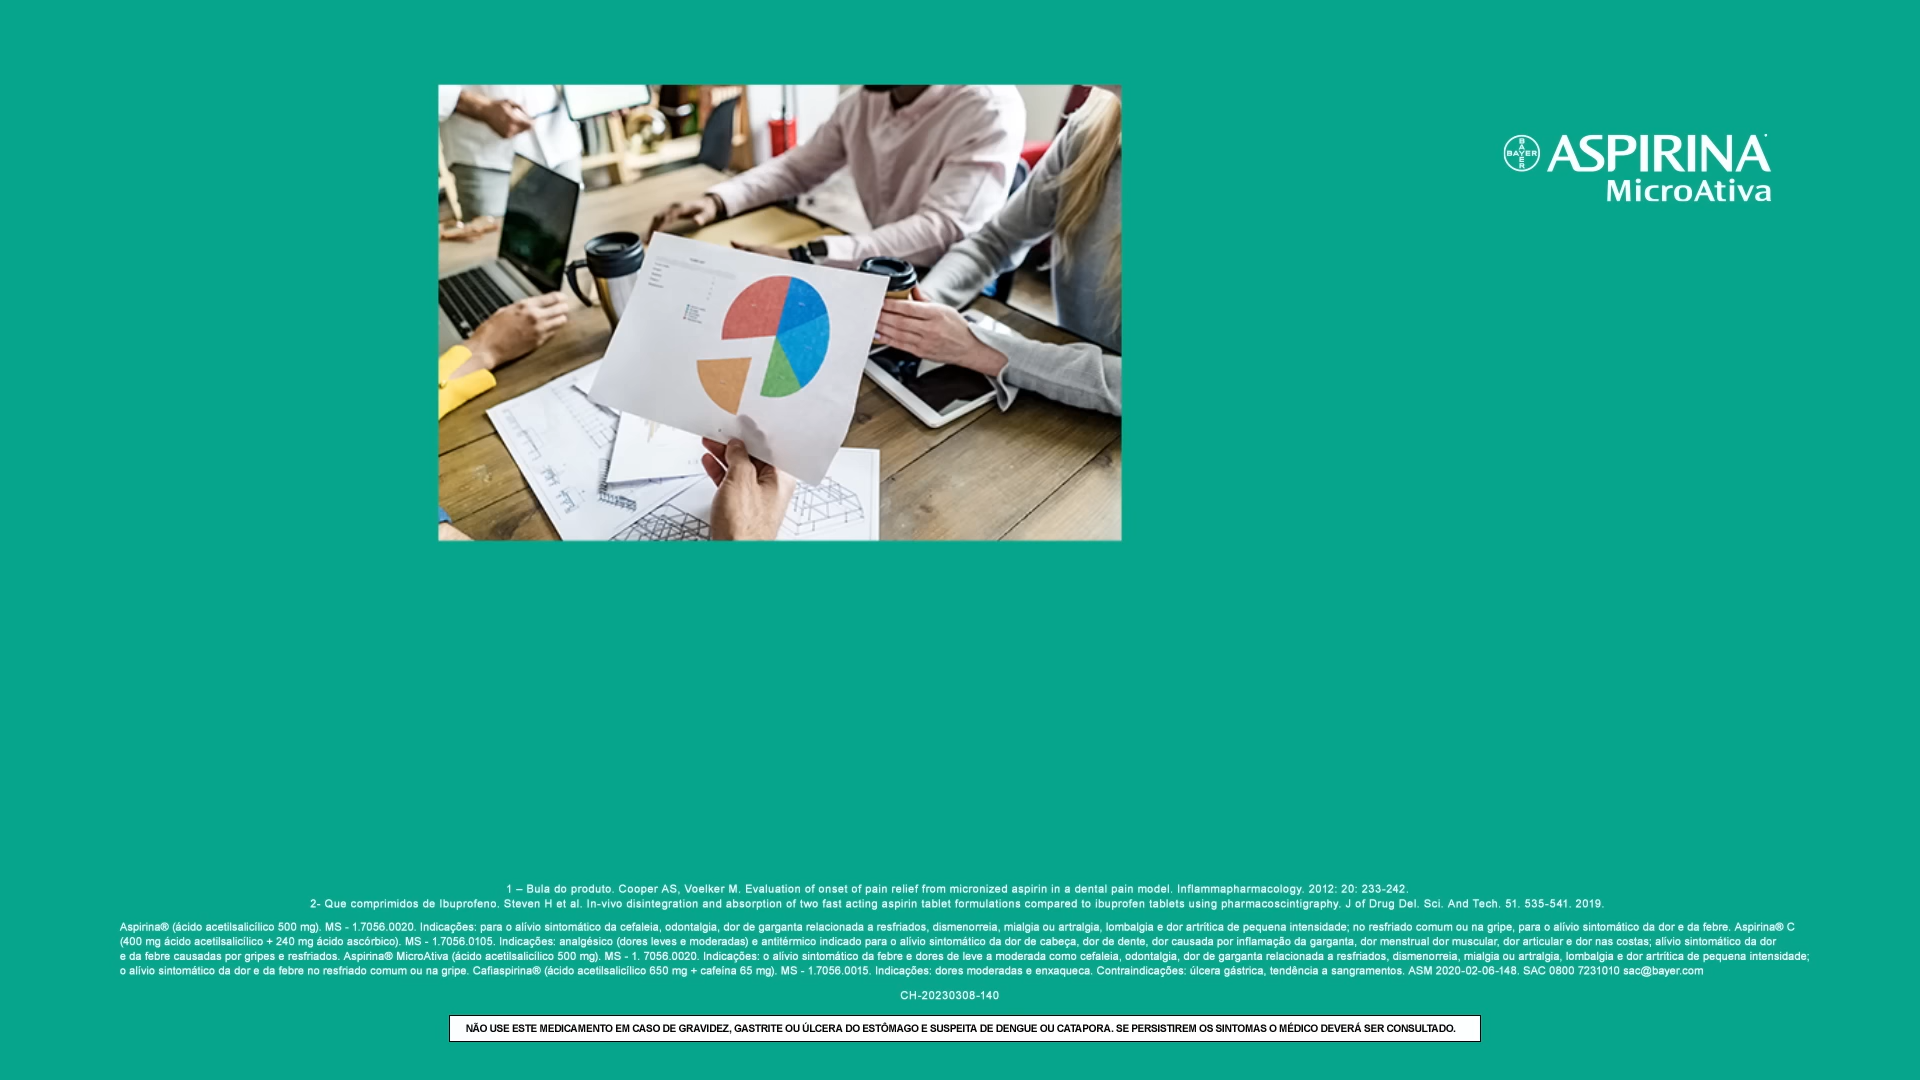 BAYER
BAYER
ASPIRINA
MicroAtiva
1 – Bula do produto. Cooper AS, Voelker M. Evaluation of onset of pain relief from micronized aspirin in a dental pain model. Inflammapharmacology. 2012: 20: 233-242.
2- Que comprimidos de Ibuprofeno. Steven H et al. In-vivo disintegration and absorption of two fast acting aspirin tablet formulations compared to ibuprofen tablets using pharmacoscintigraphy. J of Drug Del. Sci. And Tech. 51. 535-541. 2019.
Aspirina® (ácido acetilsalicílico 500 mg). MS - 1.7056.0020. Indicações: para o alívio sintomático da cefaleia, odontalgia, dor de garganta relacionada a resfriados, dismenorreia, mialgia ou artralgia, lombalgia e dor artrítica de pequena intensidade; no resfriado comum ou na gripe, para o alívio sintomático da dor e da febre. Aspirina® C
(400 mg ácido acetilsalicílico + 240 mg ácido ascórbico). MS - 1.7056.0105. Indicações: analgésico (dores leves e moderadas) e antitérmico indicado para o alívio sintomático da dor de cabeça, dor de dente, dor causada por inflamação da garganta, dor menstrual dor muscular, dor articular e dor nas costas; alívio sintomático da dor
e da febre causadas por gripes e resfriados. Aspirina® MicroAtiva (ácido acetilsalicílico 500 mg). MS - 1. 7056.0020. Indicações: o alívio sintomático da febre e dores de leve a moderada como cefaleia, odontalgia, dor de garganta relacionada a resfriados, dismenorreia, mialgia ou artralgia, lombalgia e dor artrítica de pequena intensidade;
o alívio sintomático da dor e da febre no resfriado comum ou na gripe. Cafiaspirina® (ácido acetilsalicílico 650 mg + cafeína 65 mg). MS - 1.7056.0015. Indicações: dores moderadas e enxaqueca. Contraindicações: úlcera gástrica, tendência a sangramentos. ASM 2020-02-06-148. SAC 0800 7231010 sac@bayer.com
CH-20230308-140
NÃO USE ESTE MEDICAMENTO EM CASO DE GRAVIDEZ, GASTRITE OU ÚLCERA DO ESTÔMAGO E SUSPEITA DE DENGUE OU CATAPORA. SE PERSISTIREM OS SINTOMAS O MÉDICO DEVERÁ SER CONSULTADO.